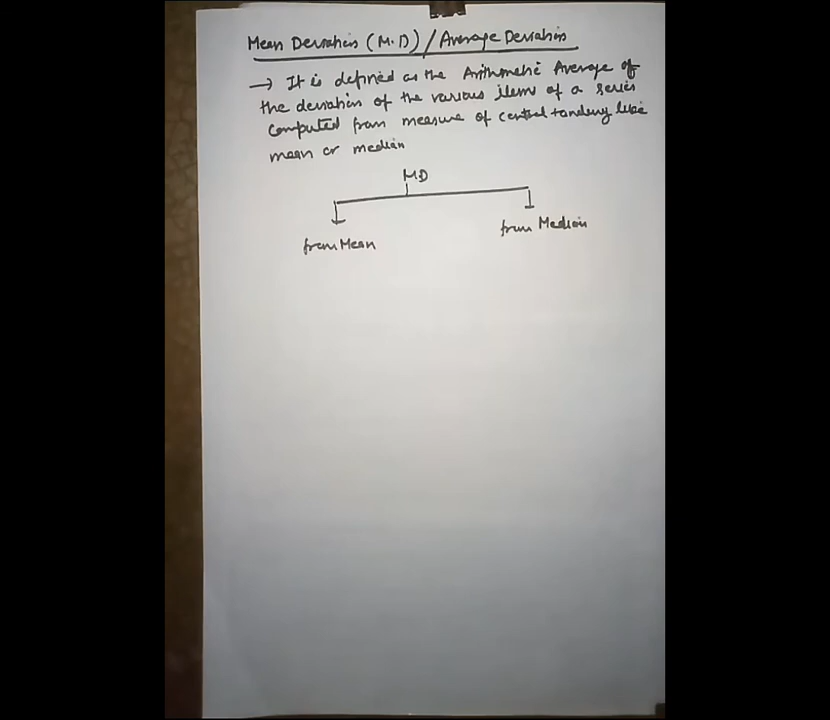 Mean Deviation (M.D) / Average Deviation
→ It is defined as the Arithmetic Average of
the deviation of the various items of a series
computed from measure of central tandency like
mean or median
M.D
from Mean
from Median